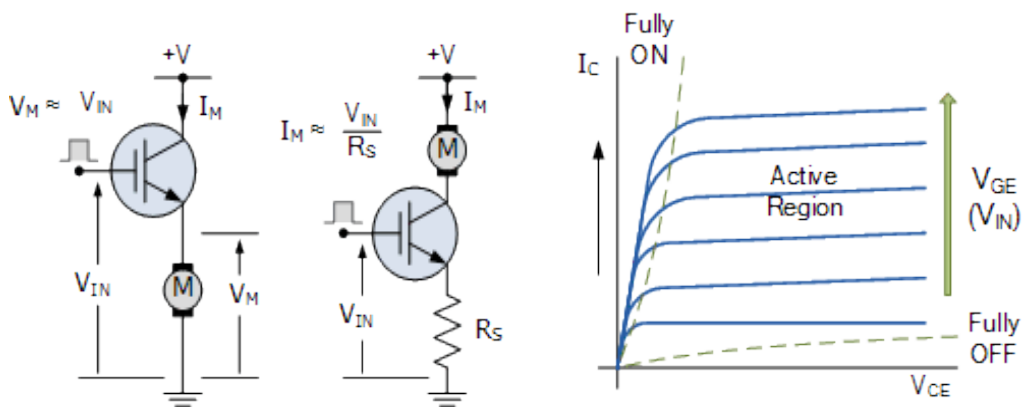 +V
V_M ≈ V_IN
I_M
V_IN
M
V_M
+V
I_M
I_M ≈ V_IN / R_S
M
V_IN
R_S
Fully
ON
I_C
Active
Region
V_GE
(V_IN)
Fully
OFF
V_CE